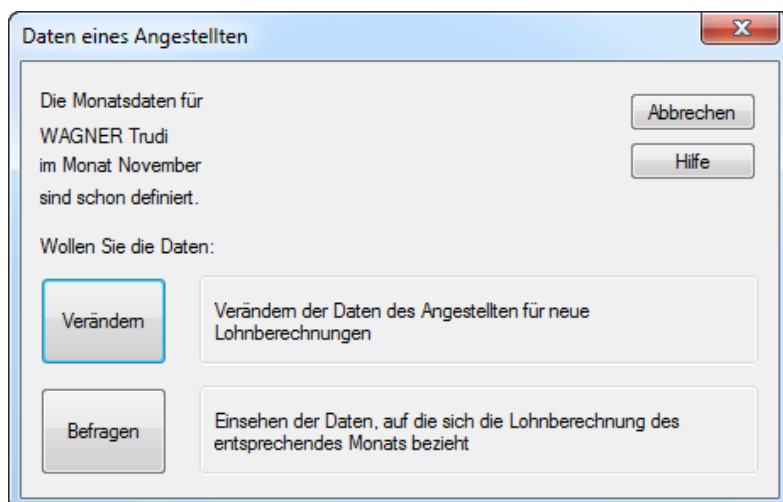 Daten eines Angestellten
Die Monatsdaten für
WAGNER Trudi
im Monat November
sind schon definiert.
Abbrechen
Hilfe
Wollen Sie die Daten:
Verändern
Verändern der Daten des Angestellten für neue
Lohnberechnungen
Befragen
Einsehen der Daten, auf die sich die Lohnberechnung des
entsprechendes Monats bezieht